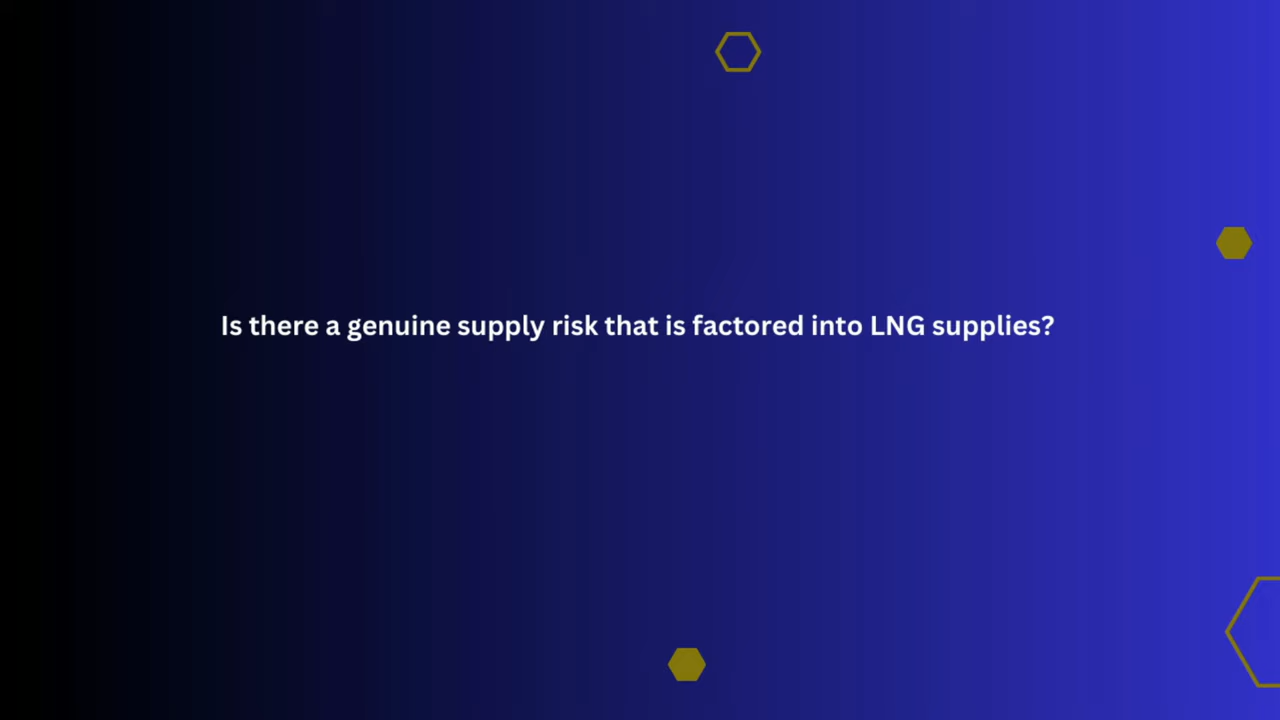 Is there a genuine supply risk that is factored into LNG supplies?